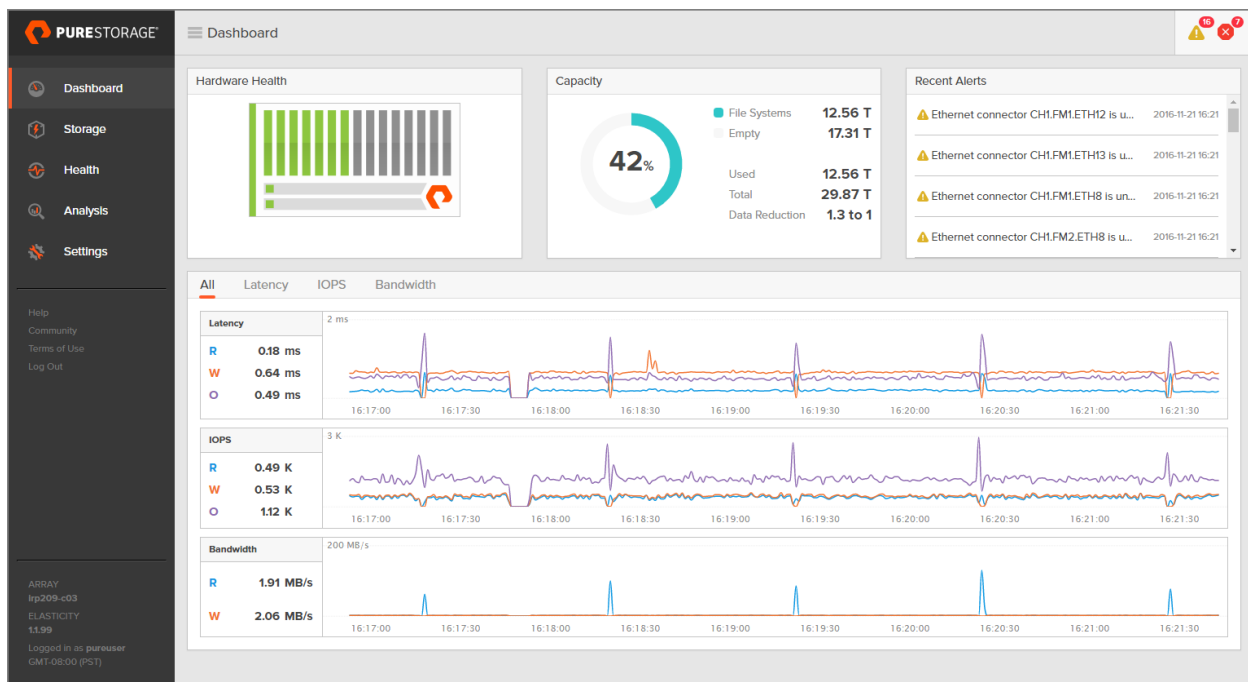 PURESTORAGE®
Dashboard
16
7
Dashboard
Storage
Health
Analysis
Settings
Help
Community
Terms of Use
Log Out
ARRAY
irp209-c03
ELASTICITY
1.1.99
Logged in as pureuser
GMT-08:00 (PST)
Hardware Health
Capacity
42%
File Systems 12.56 T
Empty 17.31 T
Used 12.56 T
Total 29.87 T
Data Reduction 1.3 to 1
Recent Alerts
Ethernet connector CH1.FM1.ETH12 is u... 2016-11-21 16:21
Ethernet connector CH1.FM1.ETH13 is u... 2016-11-21 16:21
Ethernet connector CH1.FM1.ETH8 is un... 2016-11-21 16:21
Ethernet connector CH1.FM2.ETH8 is u... 2016-11-21 16:21
All Latency IOPS Bandwidth
Latency
R 0.18 ms
W 0.64 ms
O 0.49 ms
2 ms
16:17:00 16:17:30 16:18:00 16:18:30 16:19:00 16:19:30 16:20:00 16:20:30 16:21:00 16:21:30
IOPS
R 0.49 K
W 0.53 K
O 1.12 K
3 K
16:17:00 16:17:30 16:18:00 16:18:30 16:19:00 16:19:30 16:20:00 16:20:30 16:21:00 16:21:30
Bandwidth
R 1.91 MB/s
W 2.06 MB/s
200 MB/s
16:17:00 16:17:30 16:18:00 16:18:30 16:19:00 16:19:30 16:20:00 16:20:30 16:21:00 16:21:30